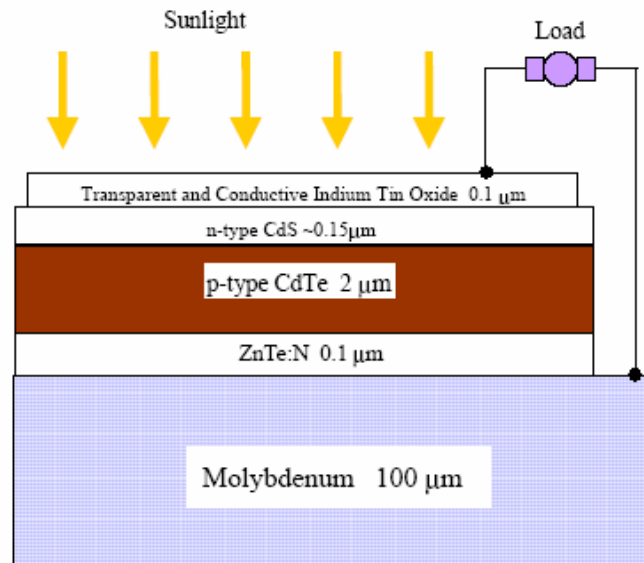 Sunlight
Load
Transparent and Conductive Indium Tin Oxide 0.1 μm
n-type CdS ~0.15μm
p-type CdTe 2 μm
ZnTe:N 0.1 μm
Molybdenum 100 μm